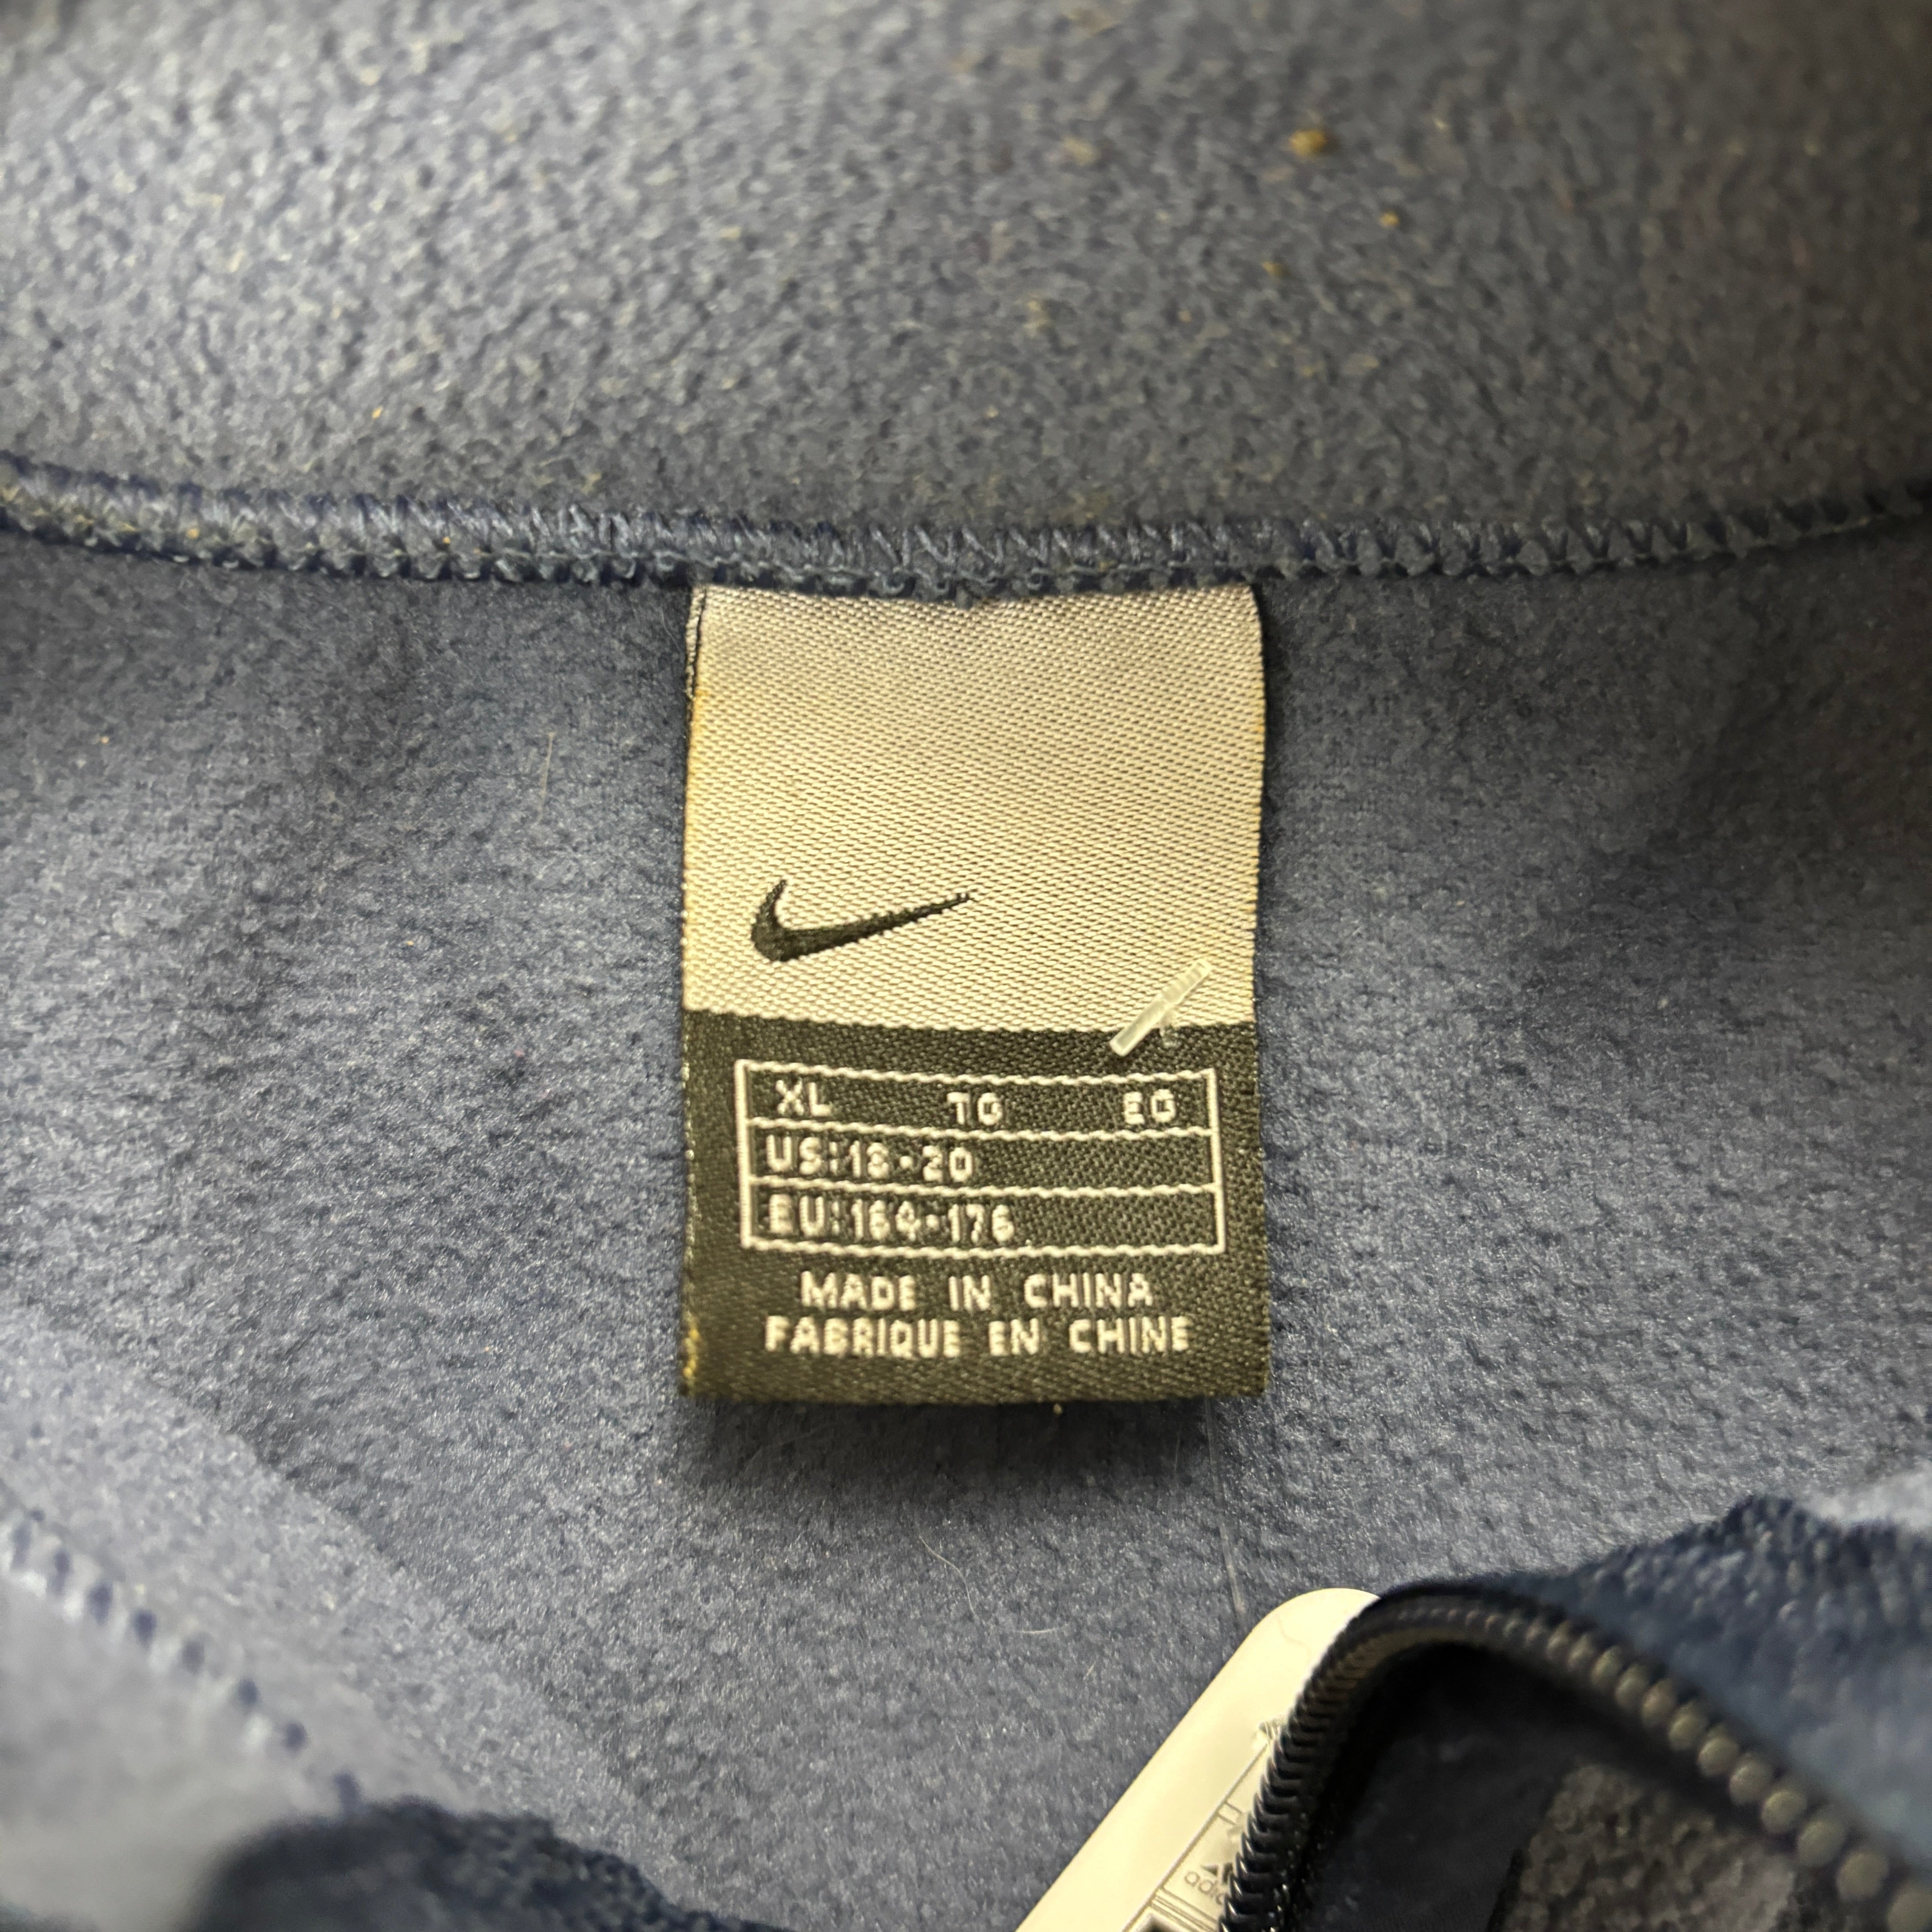 XL TG EG
US:18-20
EU:164-176
MADE IN CHINA
FABRIQUE EN CHINE